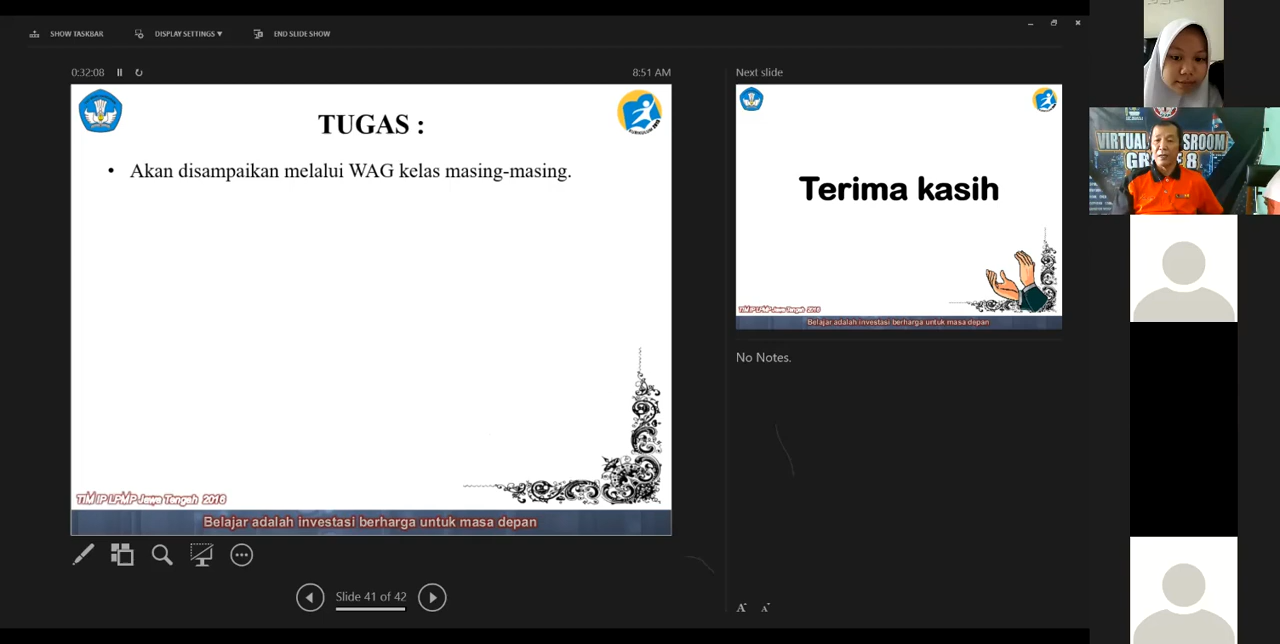 SHOW TASKBAR
DISPLAY SETTINGS ▼
END SLIDE SHOW
0:32:08
8:51 AM
TUGAS :
• Akan disampaikan melalui WAG kelas masing-masing.
TIM IP LPMP Jawa Tengah 2016
Belajar adalah investasi berharga untuk masa depan
Slide 41 of 42
Next slide
Terima kasih
TIM IP LPMP Jawa Tengah 2016
Belajar adalah investasi berharga untuk masa depan
No Notes.
A A
VIRTUAL